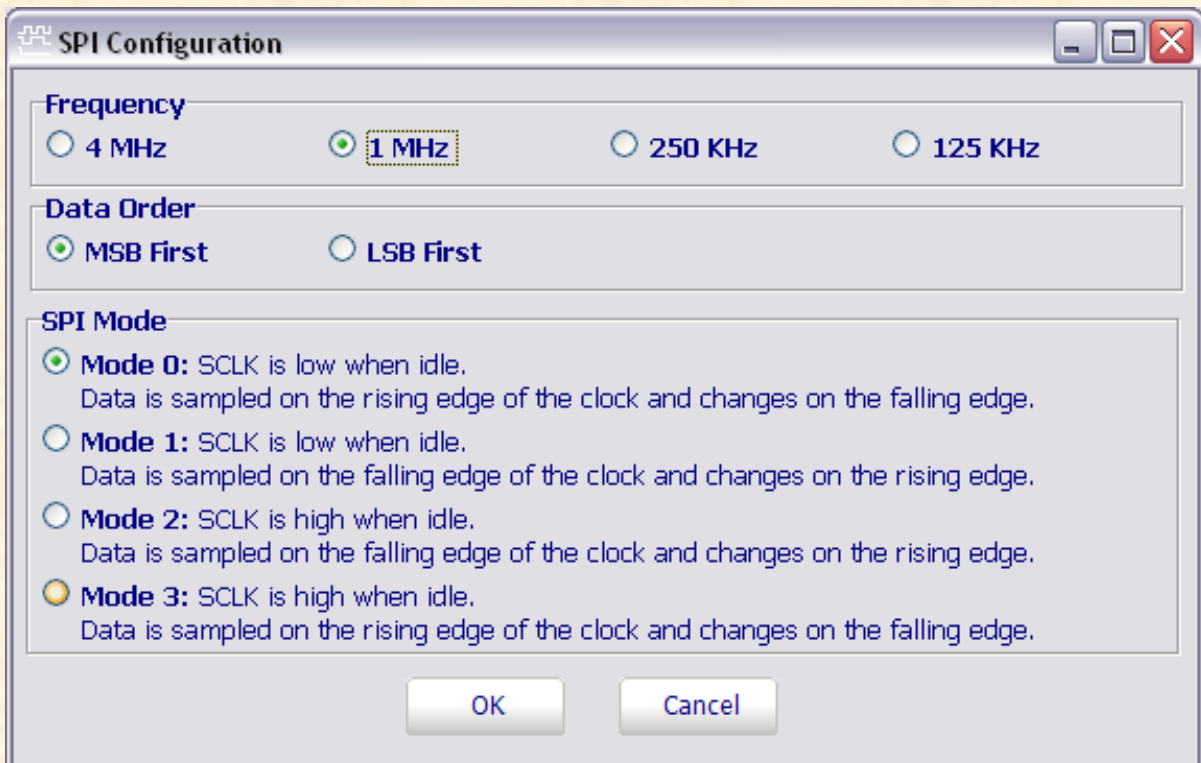 SPI Configuration
Frequency
4 MHz 1 MHz 250 KHz 125 KHz
Data Order
MSB First LSB First
SPI Mode
Mode 0: SCLK is low when idle.
Data is sampled on the rising edge of the clock and changes on the falling edge.
Mode 1: SCLK is low when idle.
Data is sampled on the falling edge of the clock and changes on the rising edge.
Mode 2: SCLK is high when idle.
Data is sampled on the falling edge of the clock and changes on the rising edge.
Mode 3: SCLK is high when idle.
Data is sampled on the rising edge of the clock and changes on the falling edge.
OK Cancel